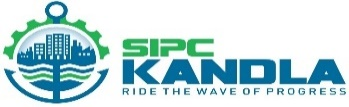 SIPC
KANDLA
RIDE THE WAVE OF PROGRESS